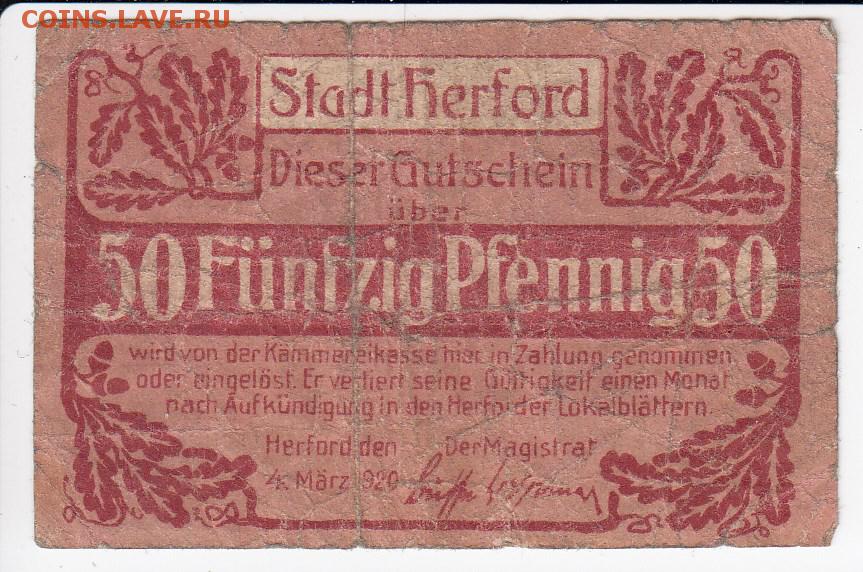 COINS.LAVE.RU
Stadt Herford
Dieser Gutschein
über
50 Fünfzig Pfennig 50
wird von der Kämmereikasse hier in Zahlung genommen
oder eingelöst. Er verliert seine Gültigkeit einen Monat
nach Aufkündigung in den Herforder Lokalblättern.
Herford den Der Magistrat
4. März 1920